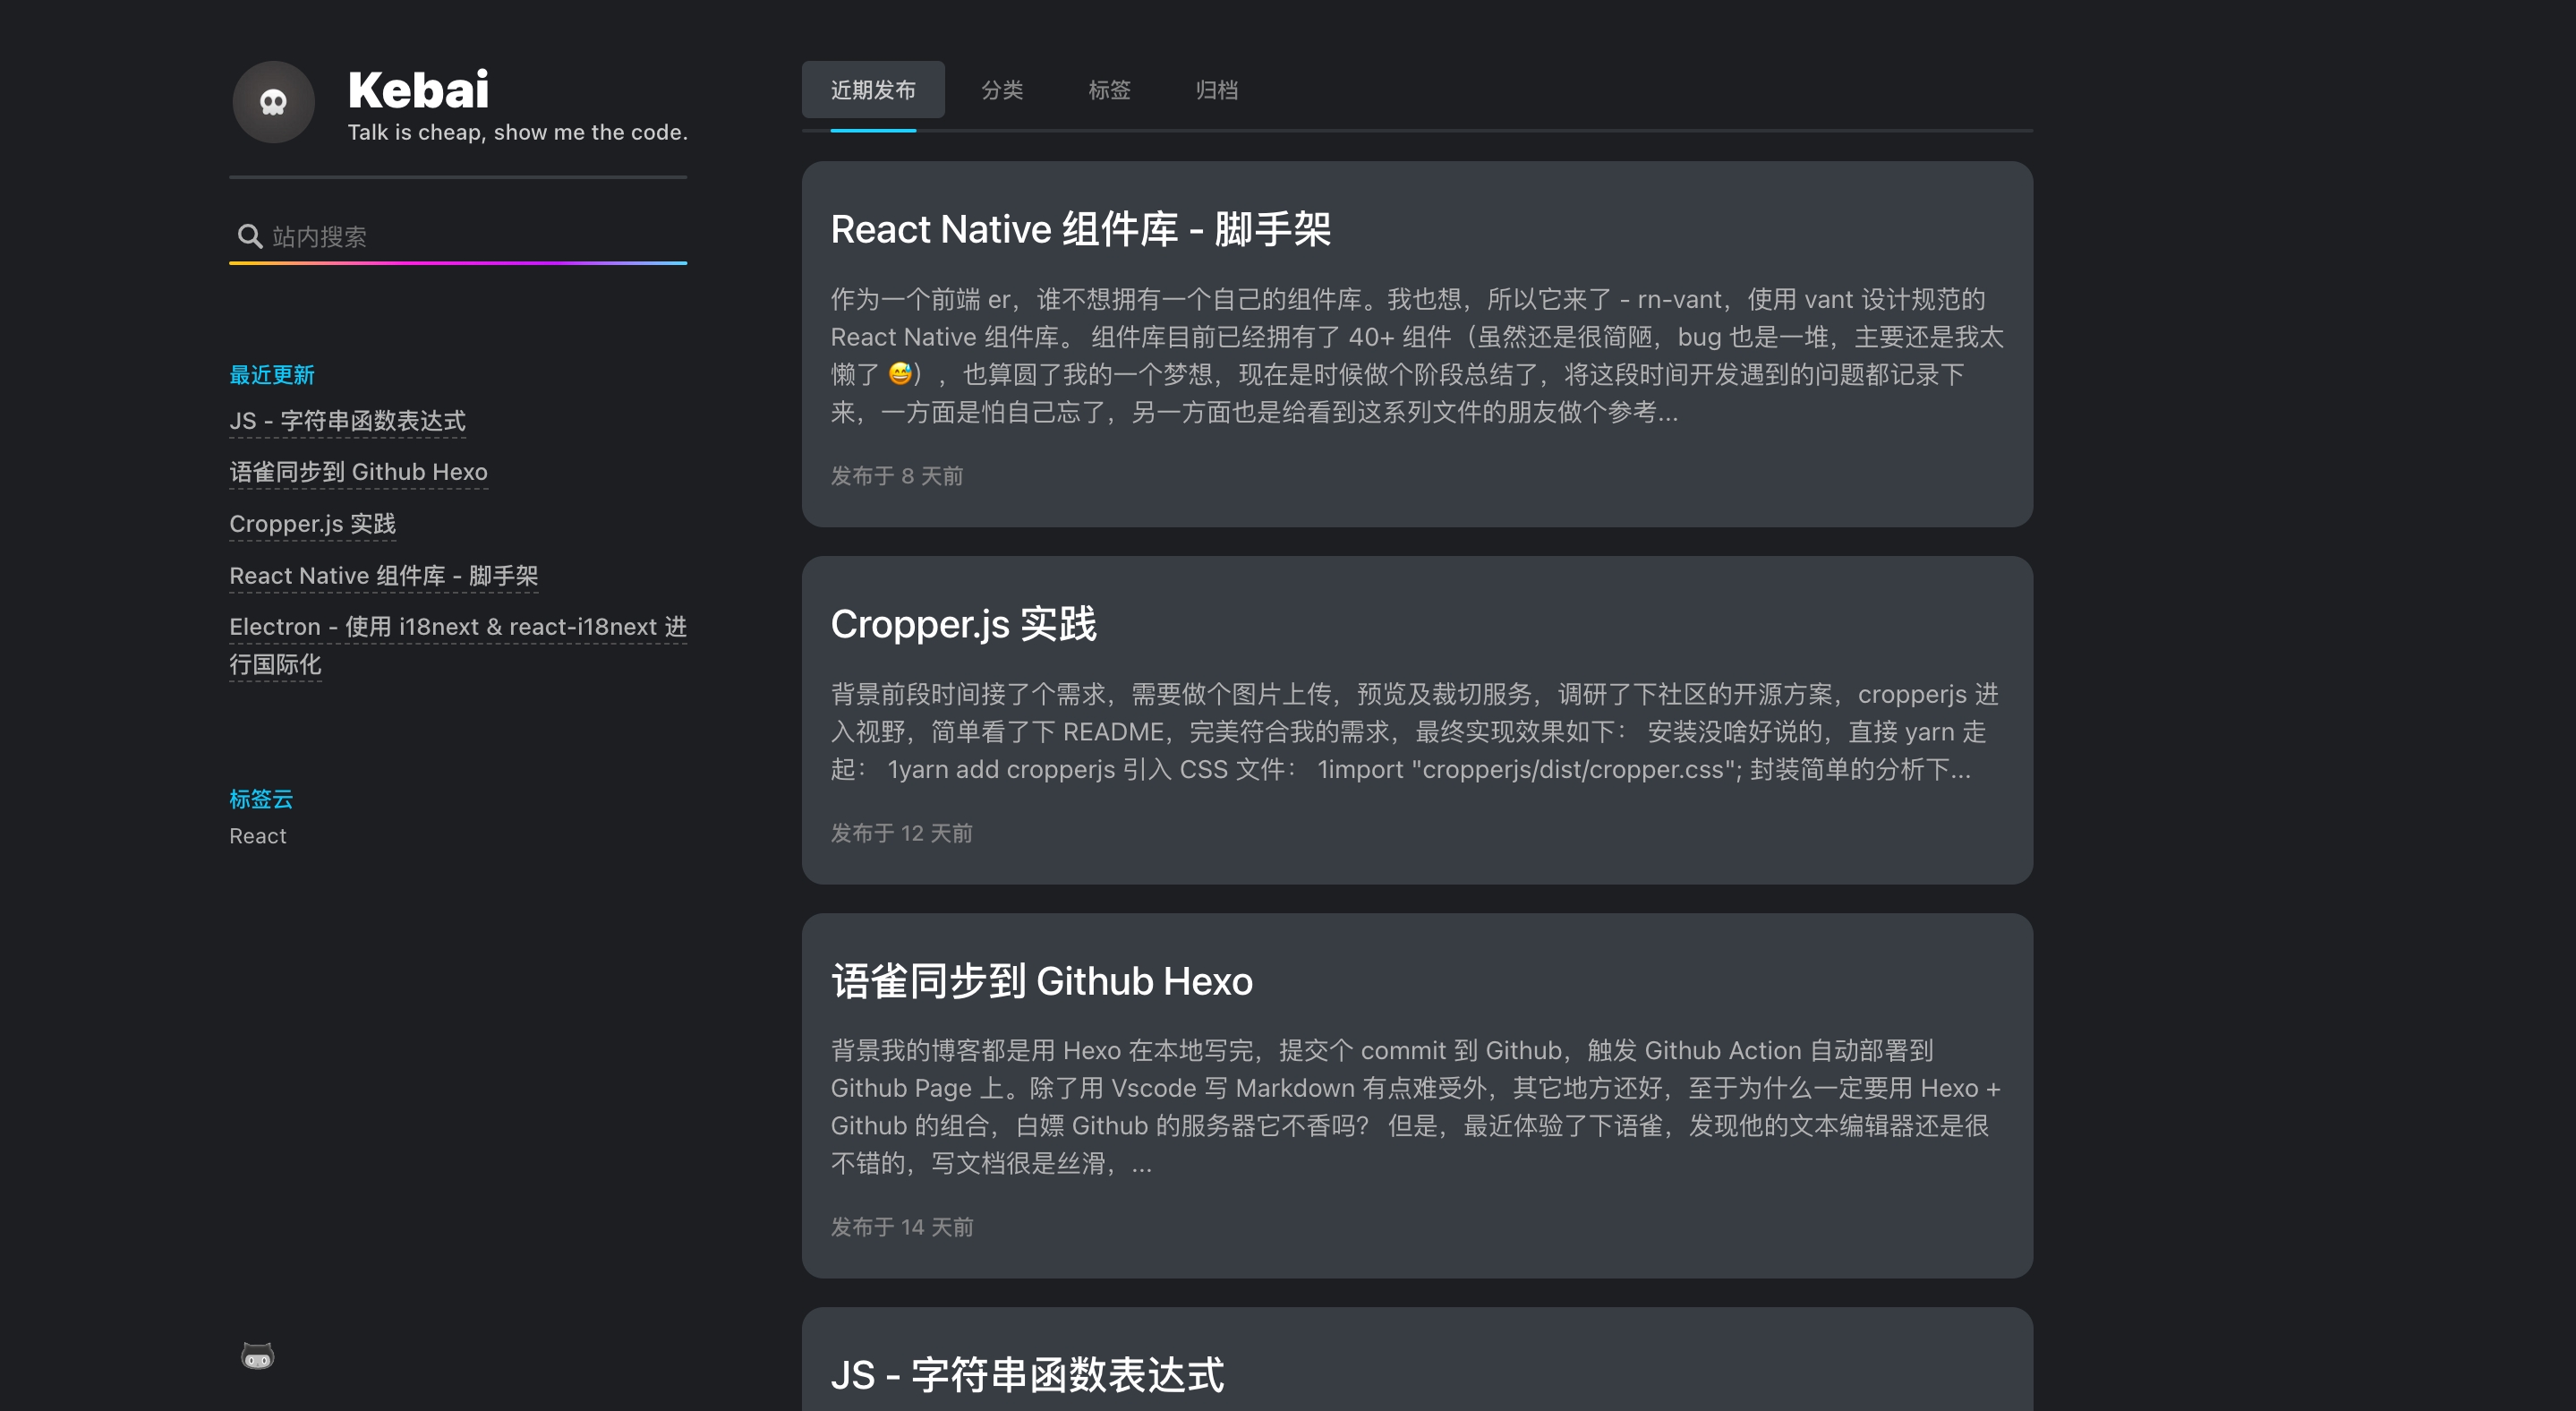 Kebai
Talk is cheap, show me the code.
站内搜索
最近更新
JS - 字符串函数表达式
语雀同步到 Github Hexo
Cropper.js 实践
React Native 组件库 - 脚手架
Electron - 使用 i18next & react-i18next 进
行国际化
标签云
React
近期发布 分类 标签 归档
React Native 组件库 - 脚手架
作为一个前端 er，谁不想拥有一个自己的组件库。我也想，所以它来了 - rn-vant，使用 vant 设计规范的
React Native 组件库。 组件库目前已经拥有了 40+ 组件（虽然还是很简陋，bug 也是一堆，主要还是我太
懒了 😅），也算圆了我的一个梦想，现在是时候做个阶段总结了，将这段时间开发遇到的问题都记录下
来，一方面是怕自己忘了，另一方面也是给看到这系列文件的朋友做个参考...
发布于 8 天前
Cropper.js 实践
背景前段时间接了个需求，需要做个图片上传，预览及裁切服务，调研了下社区的开源方案，cropperjs 进
入视野，简单看了下 README，完美符合我的需求，最终实现效果如下： 安装没啥好说的，直接 yarn 走
起： 1yarn add cropperjs 引入 CSS 文件： 1import "cropperjs/dist/cropper.css"; 封装简单的分析下...
发布于 12 天前
语雀同步到 Github Hexo
背景我的博客都是用 Hexo 在本地写完，提交个 commit 到 Github，触发 Github Action 自动部署到
Github Page 上。除了用 Vscode 写 Markdown 有点难受外，其它地方还好，至于为什么一定要用 Hexo +
Github 的组合，白嫖 Github 的服务器它不香吗？ 但是，最近体验了下语雀，发现他的文本编辑器还是很
不错的，写文档很是丝滑，...
发布于 14 天前
JS - 字符串函数表达式